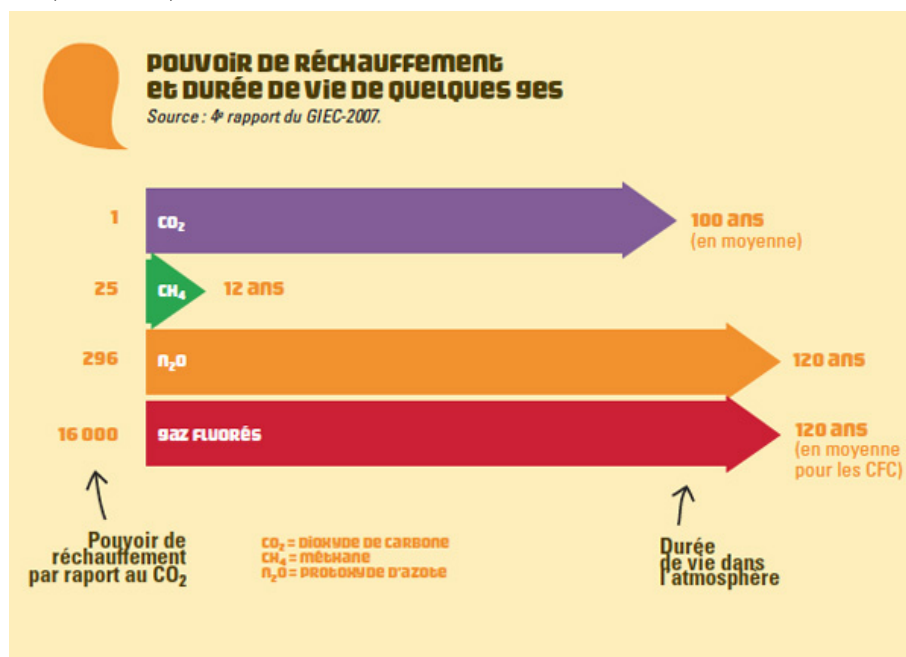 POUVOIR DE RÉCHAUFFEMENT
ET DURÉE DE VIE DE QUELQUES GES
Source : 4e rapport du GIEC-2007.
1
CO₂
100 ans
(en moyenne)
25
CH₄
12 ans
296
N₂O
120 ans
16 000
GAZ FLUORÉS
120 ans
(en moyenne
pour les CFC)
Pouvoir de
réchauffement
par raport au CO₂
CO₂ = DIOXYDE DE CARBONE
CH₄ = MÉTHANE
N₂O = PROTOXYDE D'AZOTE
Durée
de vie dans
l'atmosphère